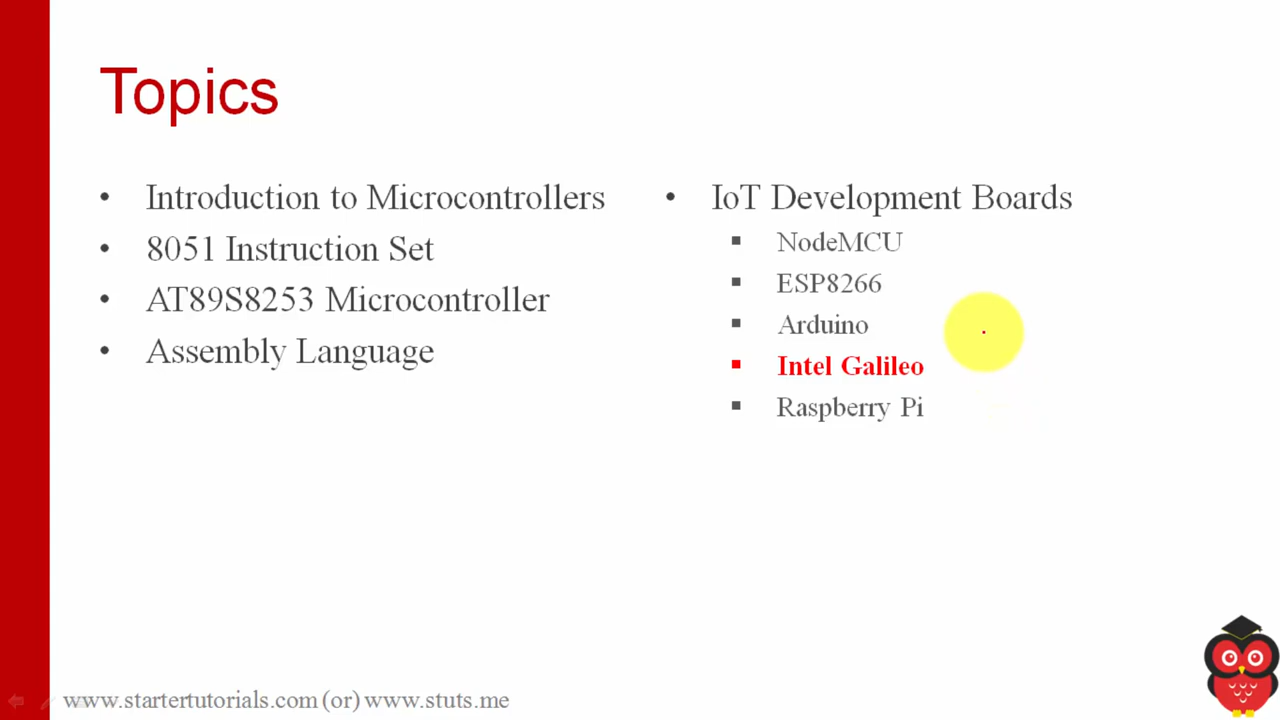 Topics
• Introduction to Microcontrollers
• 8051 Instruction Set
• AT89S8253 Microcontroller
• Assembly Language
• IoT Development Boards
▪ NodeMCU
▪ ESP8266
▪ Arduino
▪ Intel Galileo
▪ Raspberry Pi
www.startertutorials.com (or) www.stuts.me